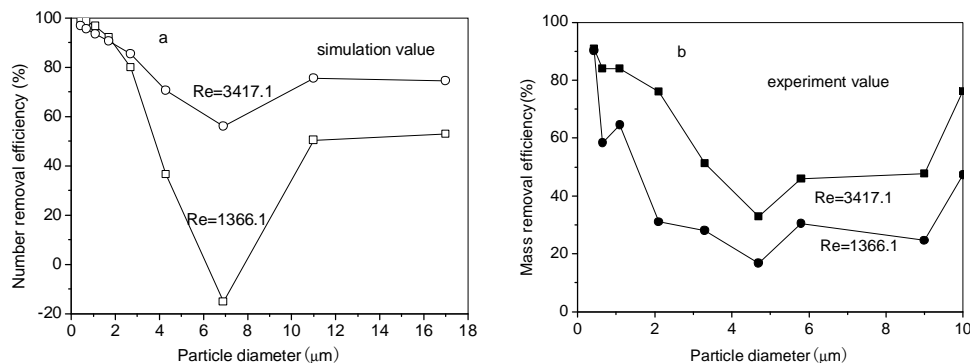 a
simulation value
Re=3417.1
Re=1366.1
Number removal efficiency (%)
100
80
60
40
20
0
-20
0 2 4 6 8 10 12 14 16 18
Particle diameter (μm)
b
experiment value
Re=3417.1
Re=1366.1
Mass removal efficiency(%)
100
80
60
40
20
0
0 2 4 6 8 10
Particle diameter (μm)